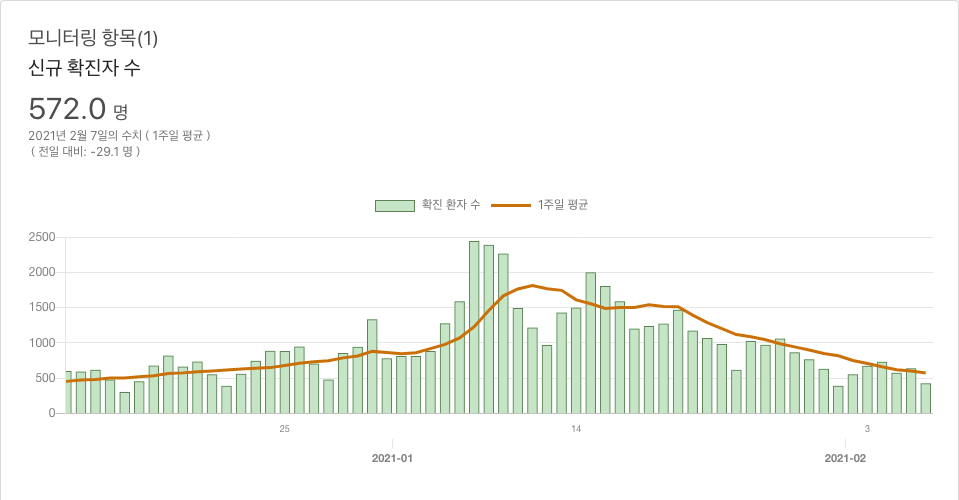 모니터링 항목(1)
신규 확진자 수
572.0 명
2021년 2월 7일의 수치 ( 1주일 평균 )
( 전일 대비: -29.1 명 )
확진 환자 수 1주일 평균
2500
2000
1500
1000
500
0
25 14 3
2021-01 2021-02